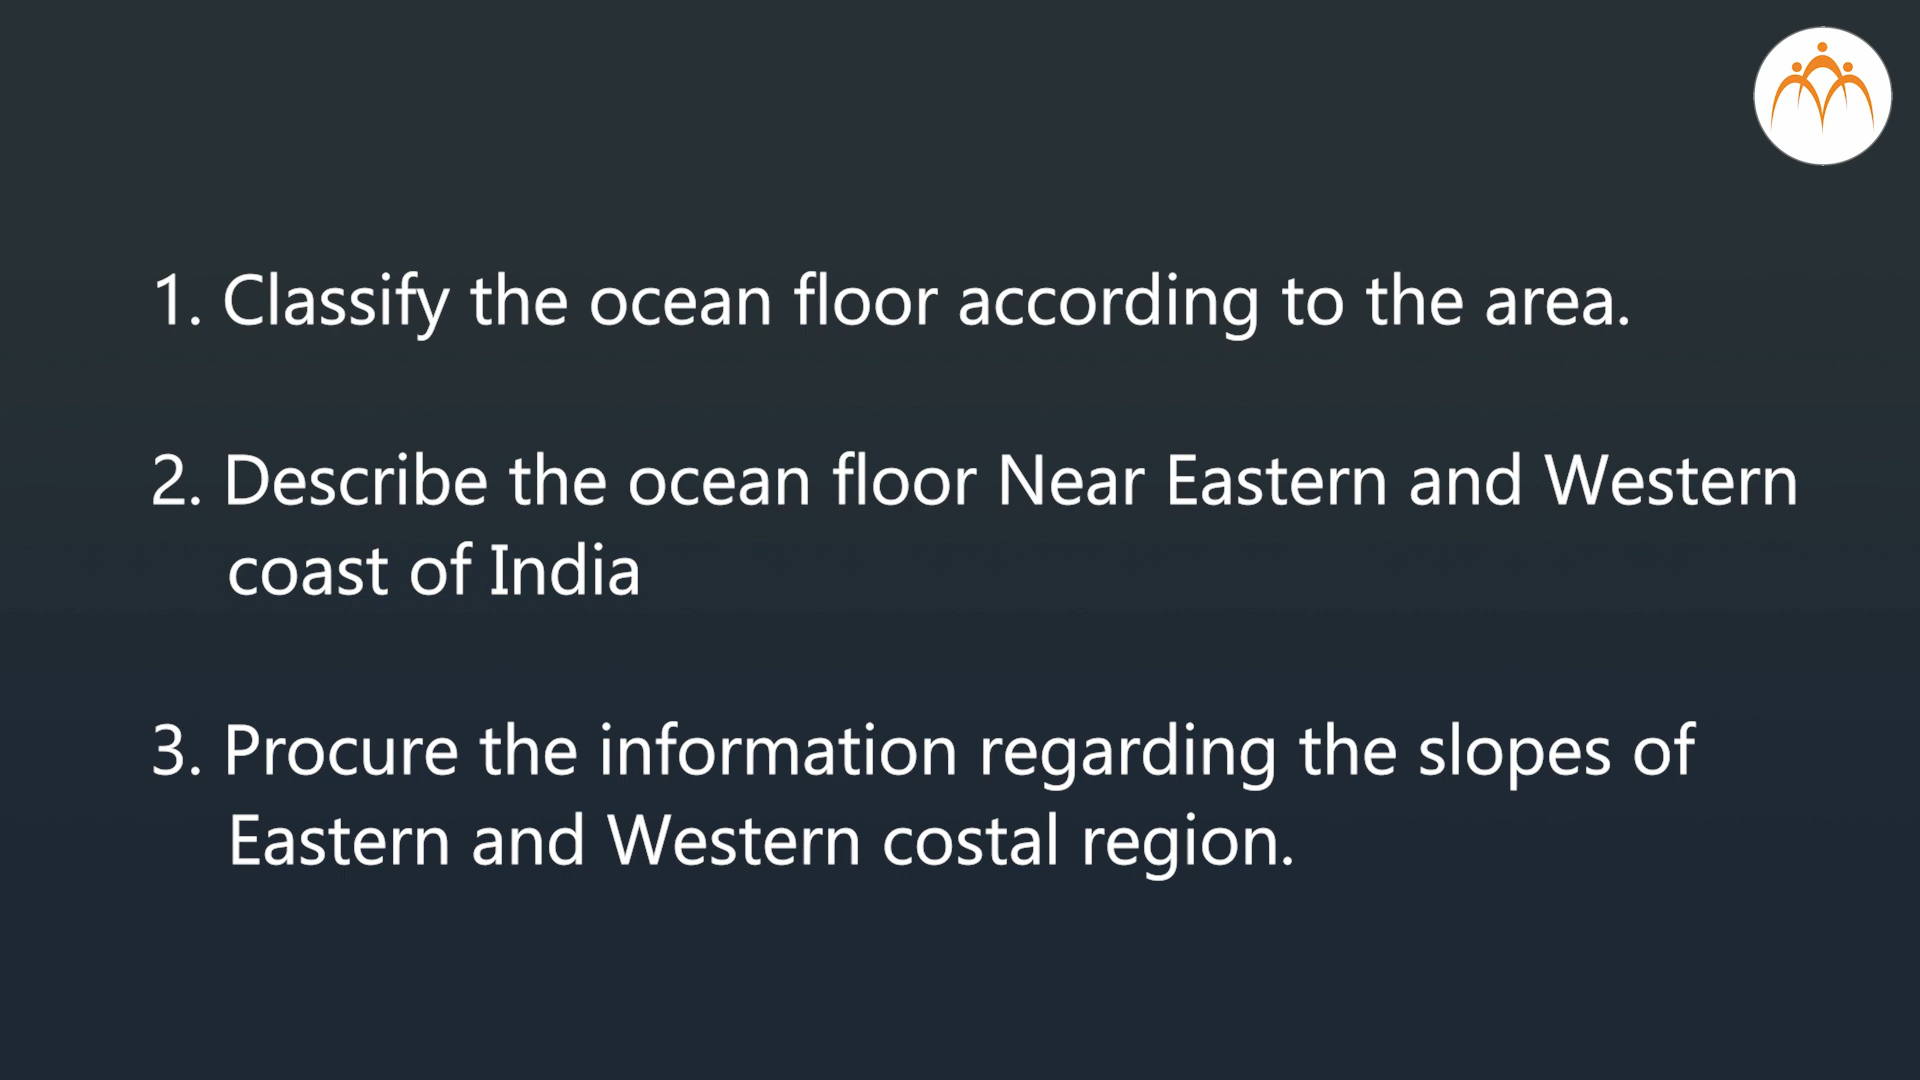 1. Classify the ocean floor according to the area.
2. Describe the ocean floor Near Eastern and Western
coast of India
3. Procure the information regarding the slopes of
Eastern and Western costal region.